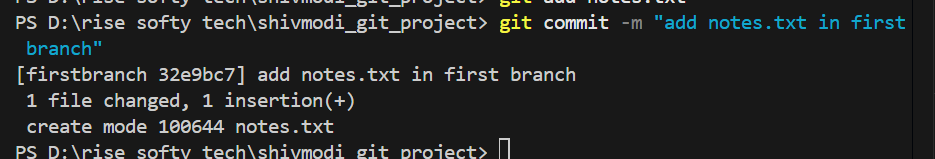 PS D:\rise softy tech\shivmodi_git_project> git add notes.txt
PS D:\rise softy tech\shivmodi_git_project> git commit -m "add notes.txt in first
 branch"
[firstbranch 32e9bc7] add notes.txt in first branch
 1 file changed, 1 insertion(+)
 create mode 100644 notes.txt
PS D:\rise softy tech\shivmodi_git_project>